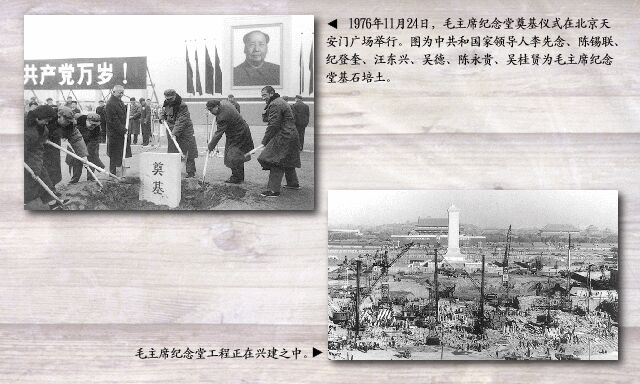 ◀ 1976年11月24日，毛主席纪念堂奠基仪式在北京天
安门广场举行。图为中共和国家领导人李先念、陈锡联、
纪登奎、汪东兴、吴德、陈永贵、吴桂贤为毛主席纪念
堂基石培土。
共产党万岁！
奠
基
毛主席纪念堂工程正在兴建之中。▶